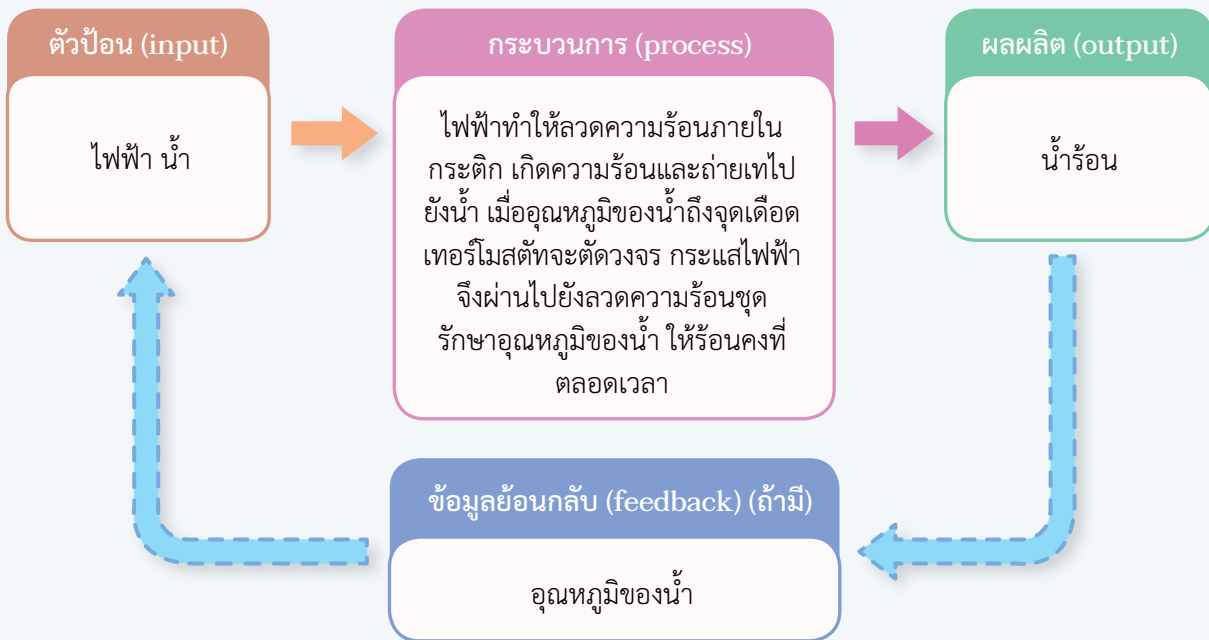 ตัวป้อน (input)
ไฟฟ้า น้ำ
กระบวนการ (process)
ไฟฟ้าทำให้ลวดความร้อนภายใน
กระติก เกิดความร้อนและถ่ายเทไป
ยังน้ำ เมื่ออุณหภูมิของน้ำถึงจุดเดือด
เทอร์โมสตัทจะตัดวงจร กระแสไฟฟ้า
จึงผ่านไปยังลวดความร้อนชุด
รักษาอุณหภูมิของน้ำ ให้ร้อนคงที่
ตลอดเวลา
ผลผลิต (output)
น้ำร้อน
ข้อมูลย้อนกลับ (feedback) (ถ้ามี)
อุณหภูมิของน้ำ